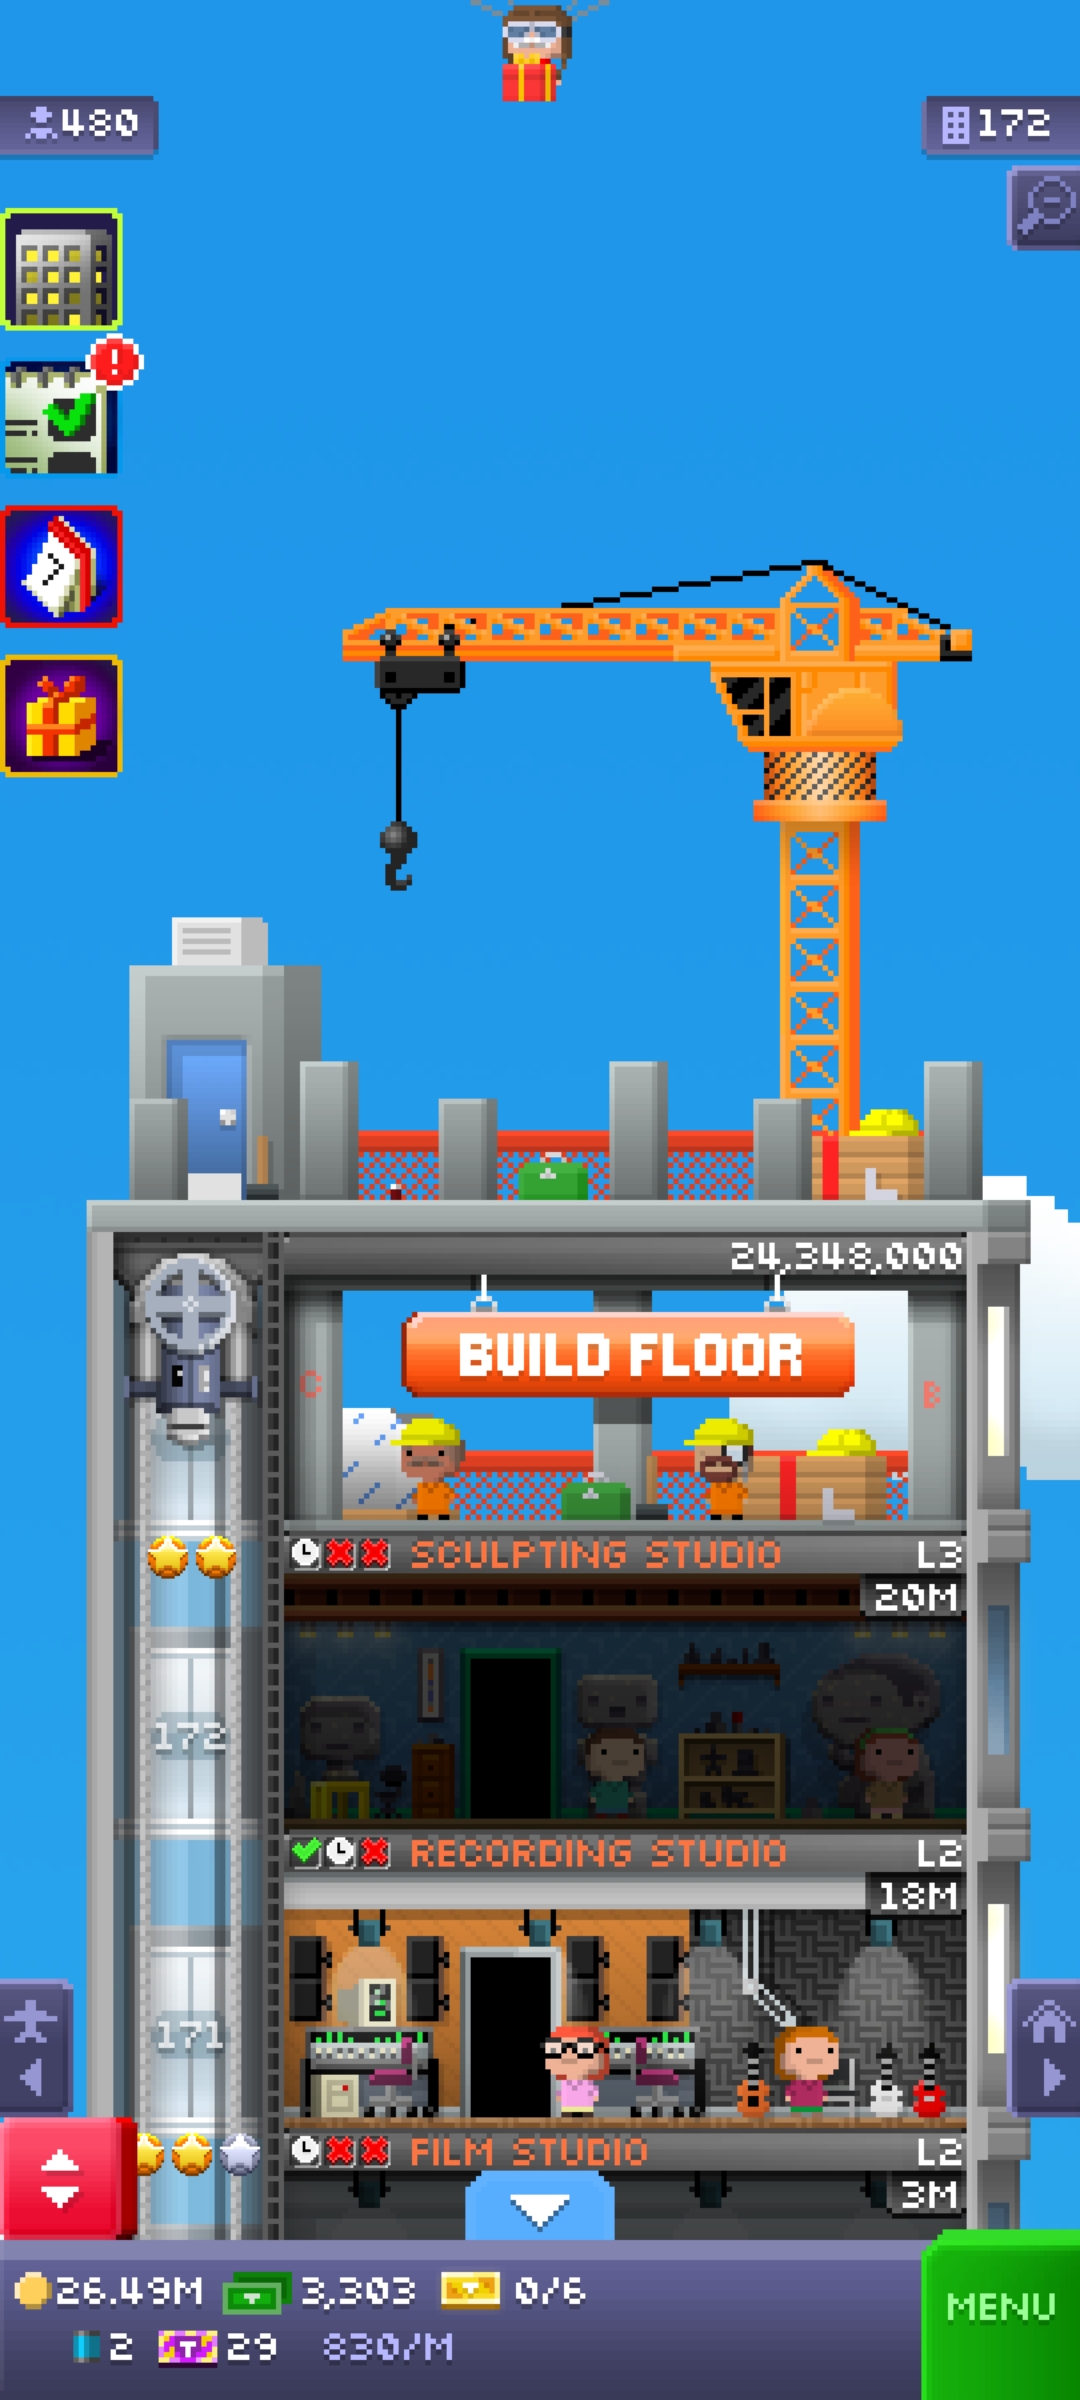 480
172
7
24,348,000
BUILD FLOOR
C
B
SCULPTING STUDIO L3
20M
172
RECORDING STUDIO L2
18M
171
FILM STUDIO L2
3M
26.49M 3,303 0/6
2 T 29 830/M
MENU